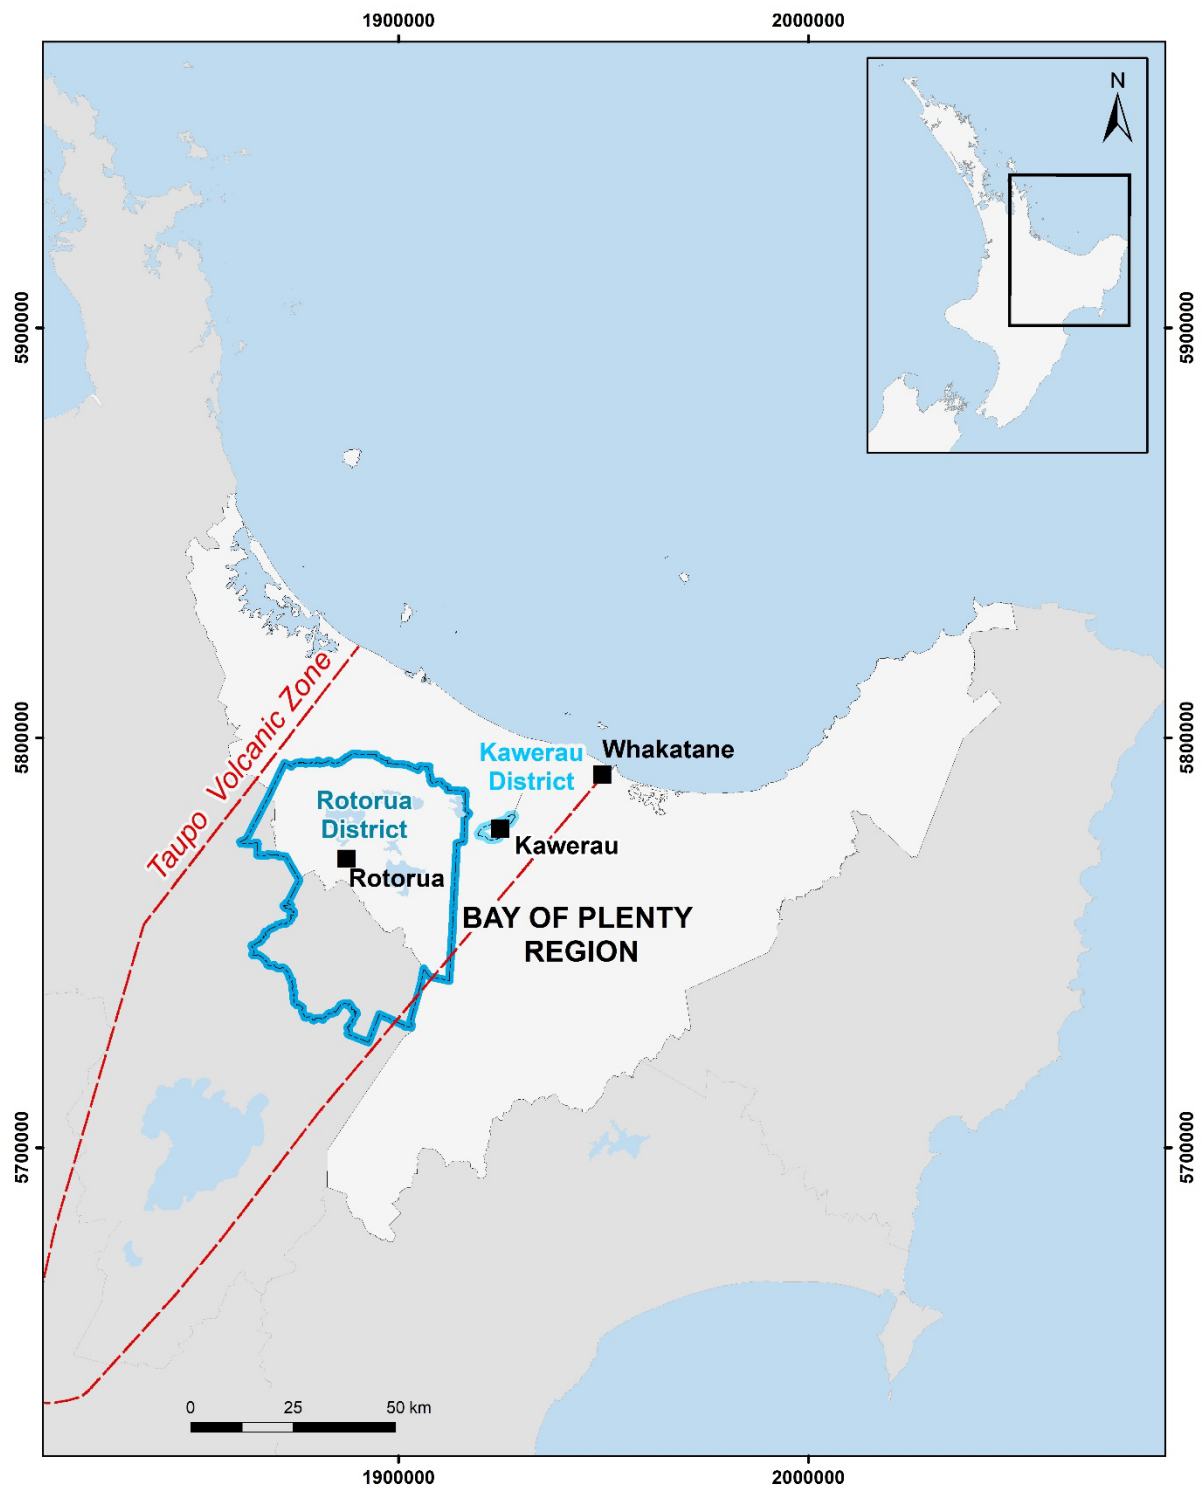 1900000
2000000
N
5900000
5900000
Taupo Volcanic Zone
5800000
5800000
Kawerau
District
Whakatane
Rotorua
District
Kawerau
Rotorua
BAY OF PLENTY
REGION
5700000
5700000
0 25 50 km
1900000
2000000